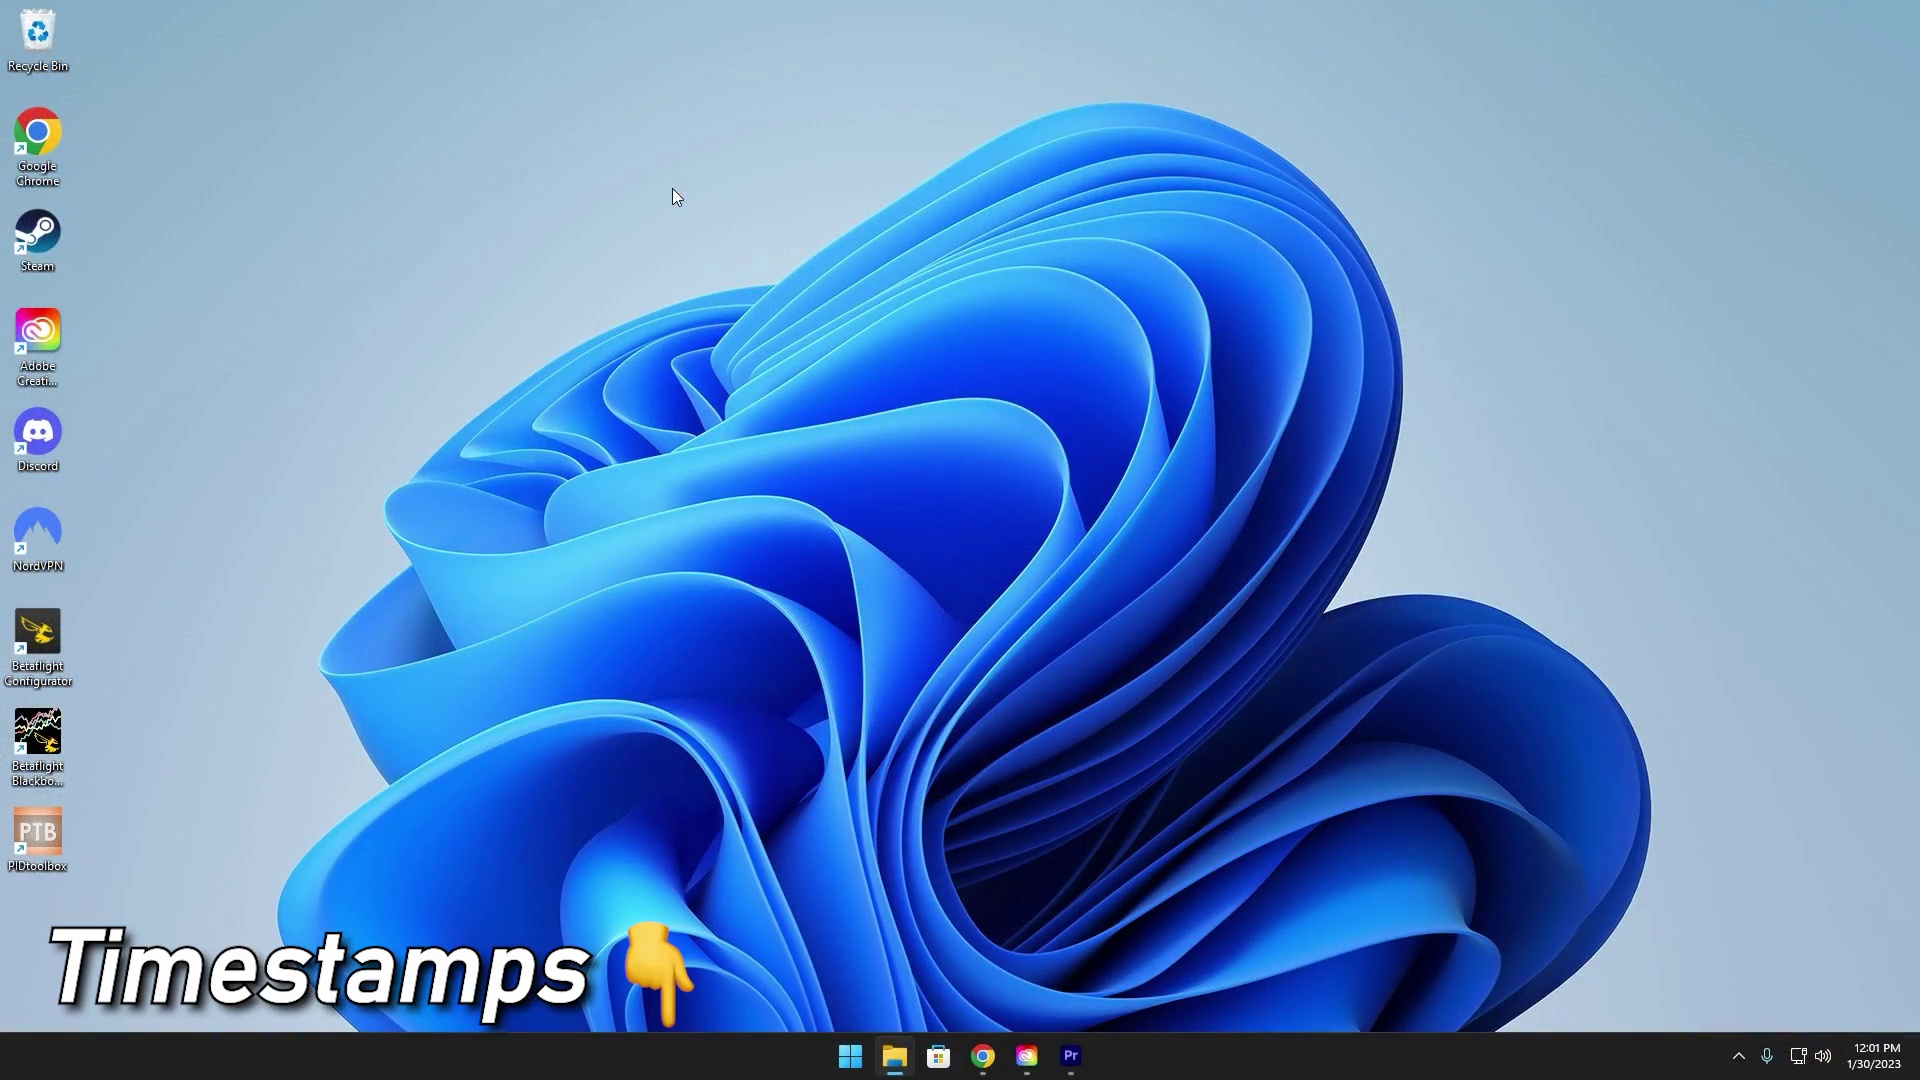 Recycle Bin
Google
Chrome
Steam
Adobe
Creati...
Discord
NordVPN
Betaflight
Configurator
Betaflight
Blackbo...
PTB
PIDtoolbox
Timestamps
Pr
12:01 PM
1/30/2023